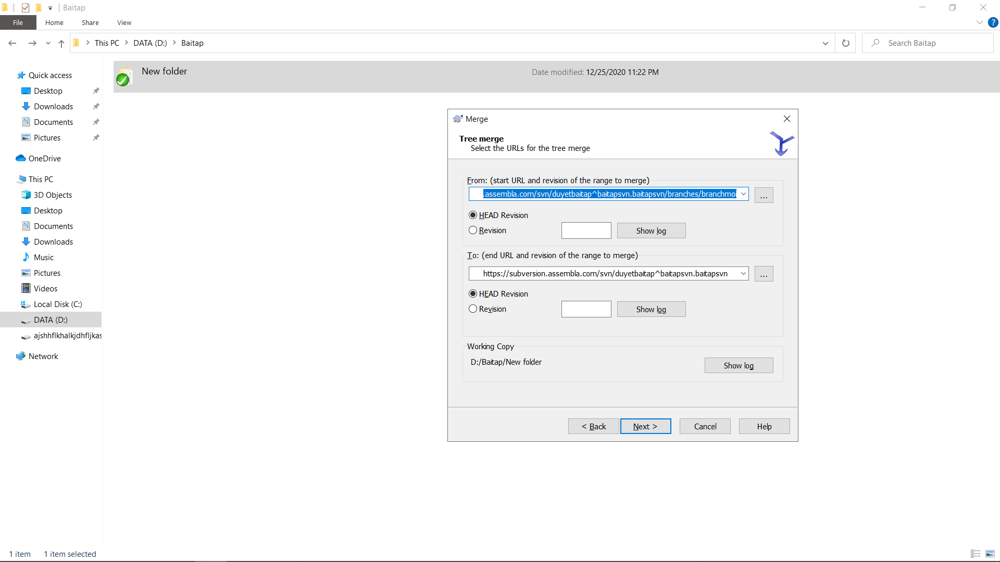 Baitap
File Home Share View
This PC DATA (D:) Baitap
Search Baitap
Quick access
Desktop
Downloads
Documents
Pictures
OneDrive
This PC
3D Objects
Desktop
Documents
Downloads
Music
Pictures
Videos
Local Disk (C:)
DATA (D:)
ajshhflkhalkjdhfljkas
Network
New folder
Date modified: 12/25/2020 11:22 PM
Merge
Tree merge
Select the URLs for the tree merge
From: (start URL and revision of the range to merge)
.assembla.com/svn/duyetbaitap^baitapsvn.baitapsvn/branches/branchmoi
...
HEAD Revision
Revision
Show log
To: (end URL and revision of the range to merge)
https://subversion.assembla.com/svn/duyetbaitap^baitapsvn.baitapsvn
...
HEAD Revision
Revision
Show log
Working Copy
D:/Baitap/New folder
Show log
< Back Next > Cancel Help
1 item 1 item selected